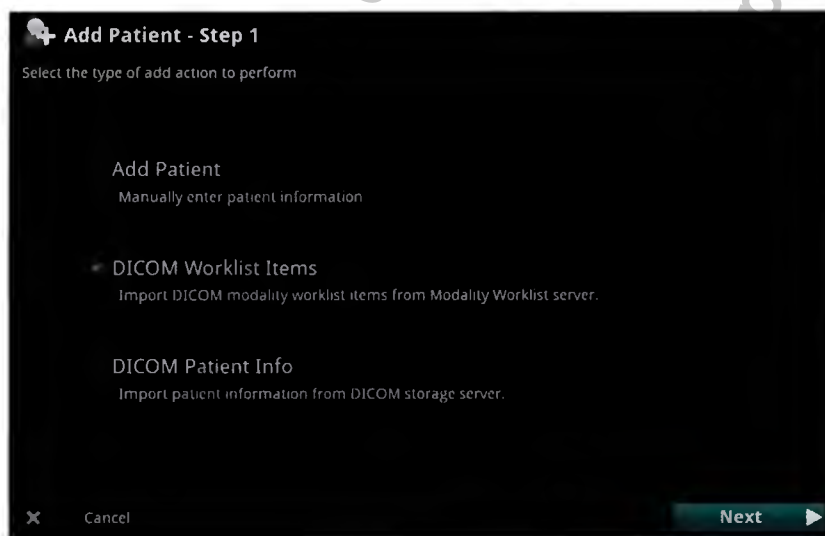 Add Patient - Step 1
Select the type of add action to perform
Add Patient
Manually enter patient information
DICOM Worklist Items
Import DICOM modality worklist items from Modality Worklist server.
DICOM Patient Info
Import patient information from DICOM storage server.
Cancel
Next